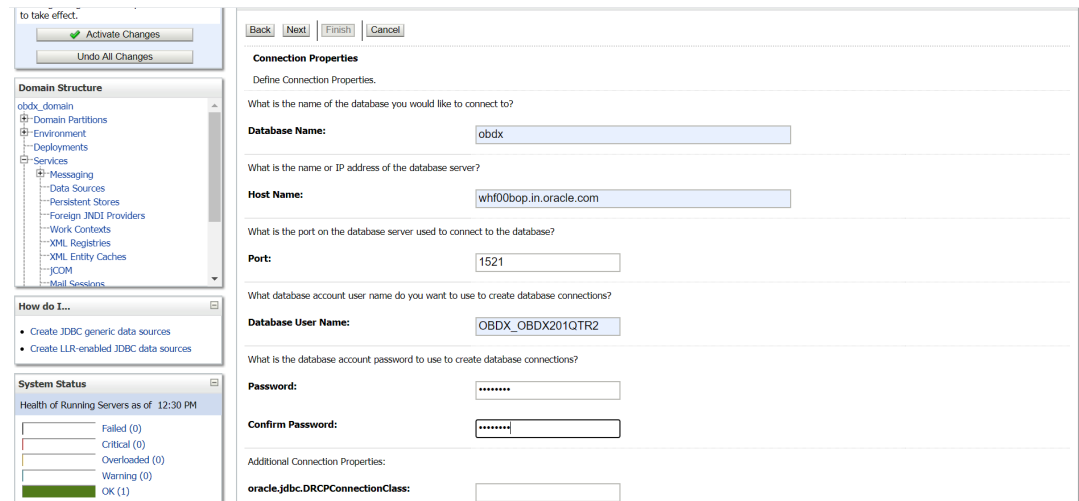 to take effect.
Activate Changes
Undo All Changes
Domain Structure
obdx_domain
Domain Partitions
Environment
Deployments
Services
Messaging
Data Sources
Persistent Stores
Foreign JNDI Providers
Work Contexts
XML Registries
XML Entity Caches
jCOM
Mail Sessions
How do I...
Create JDBC generic data sources
Create LLR-enabled JDBC data sources
System Status
Health of Running Servers as of 12:30 PM
Failed (0)
Critical (0)
Overloaded (0)
Warning (0)
OK (1)
Back Next Finish Cancel
Connection Properties
Define Connection Properties.
What is the name of the database you would like to connect to?
Database Name: obdx
What is the name or IP address of the database server?
Host Name: whf00bop.in.oracle.com
What is the port on the database server used to connect to the database?
Port: 1521
What database account user name do you want to use to create database connections?
Database User Name: OBDX_OBDX201QTR2
What is the database account password to use to create database connections?
Password: ••••••••
Confirm Password: ••••••••
Additional Connection Properties:
oracle.jdbc.DRCPConnectionClass: